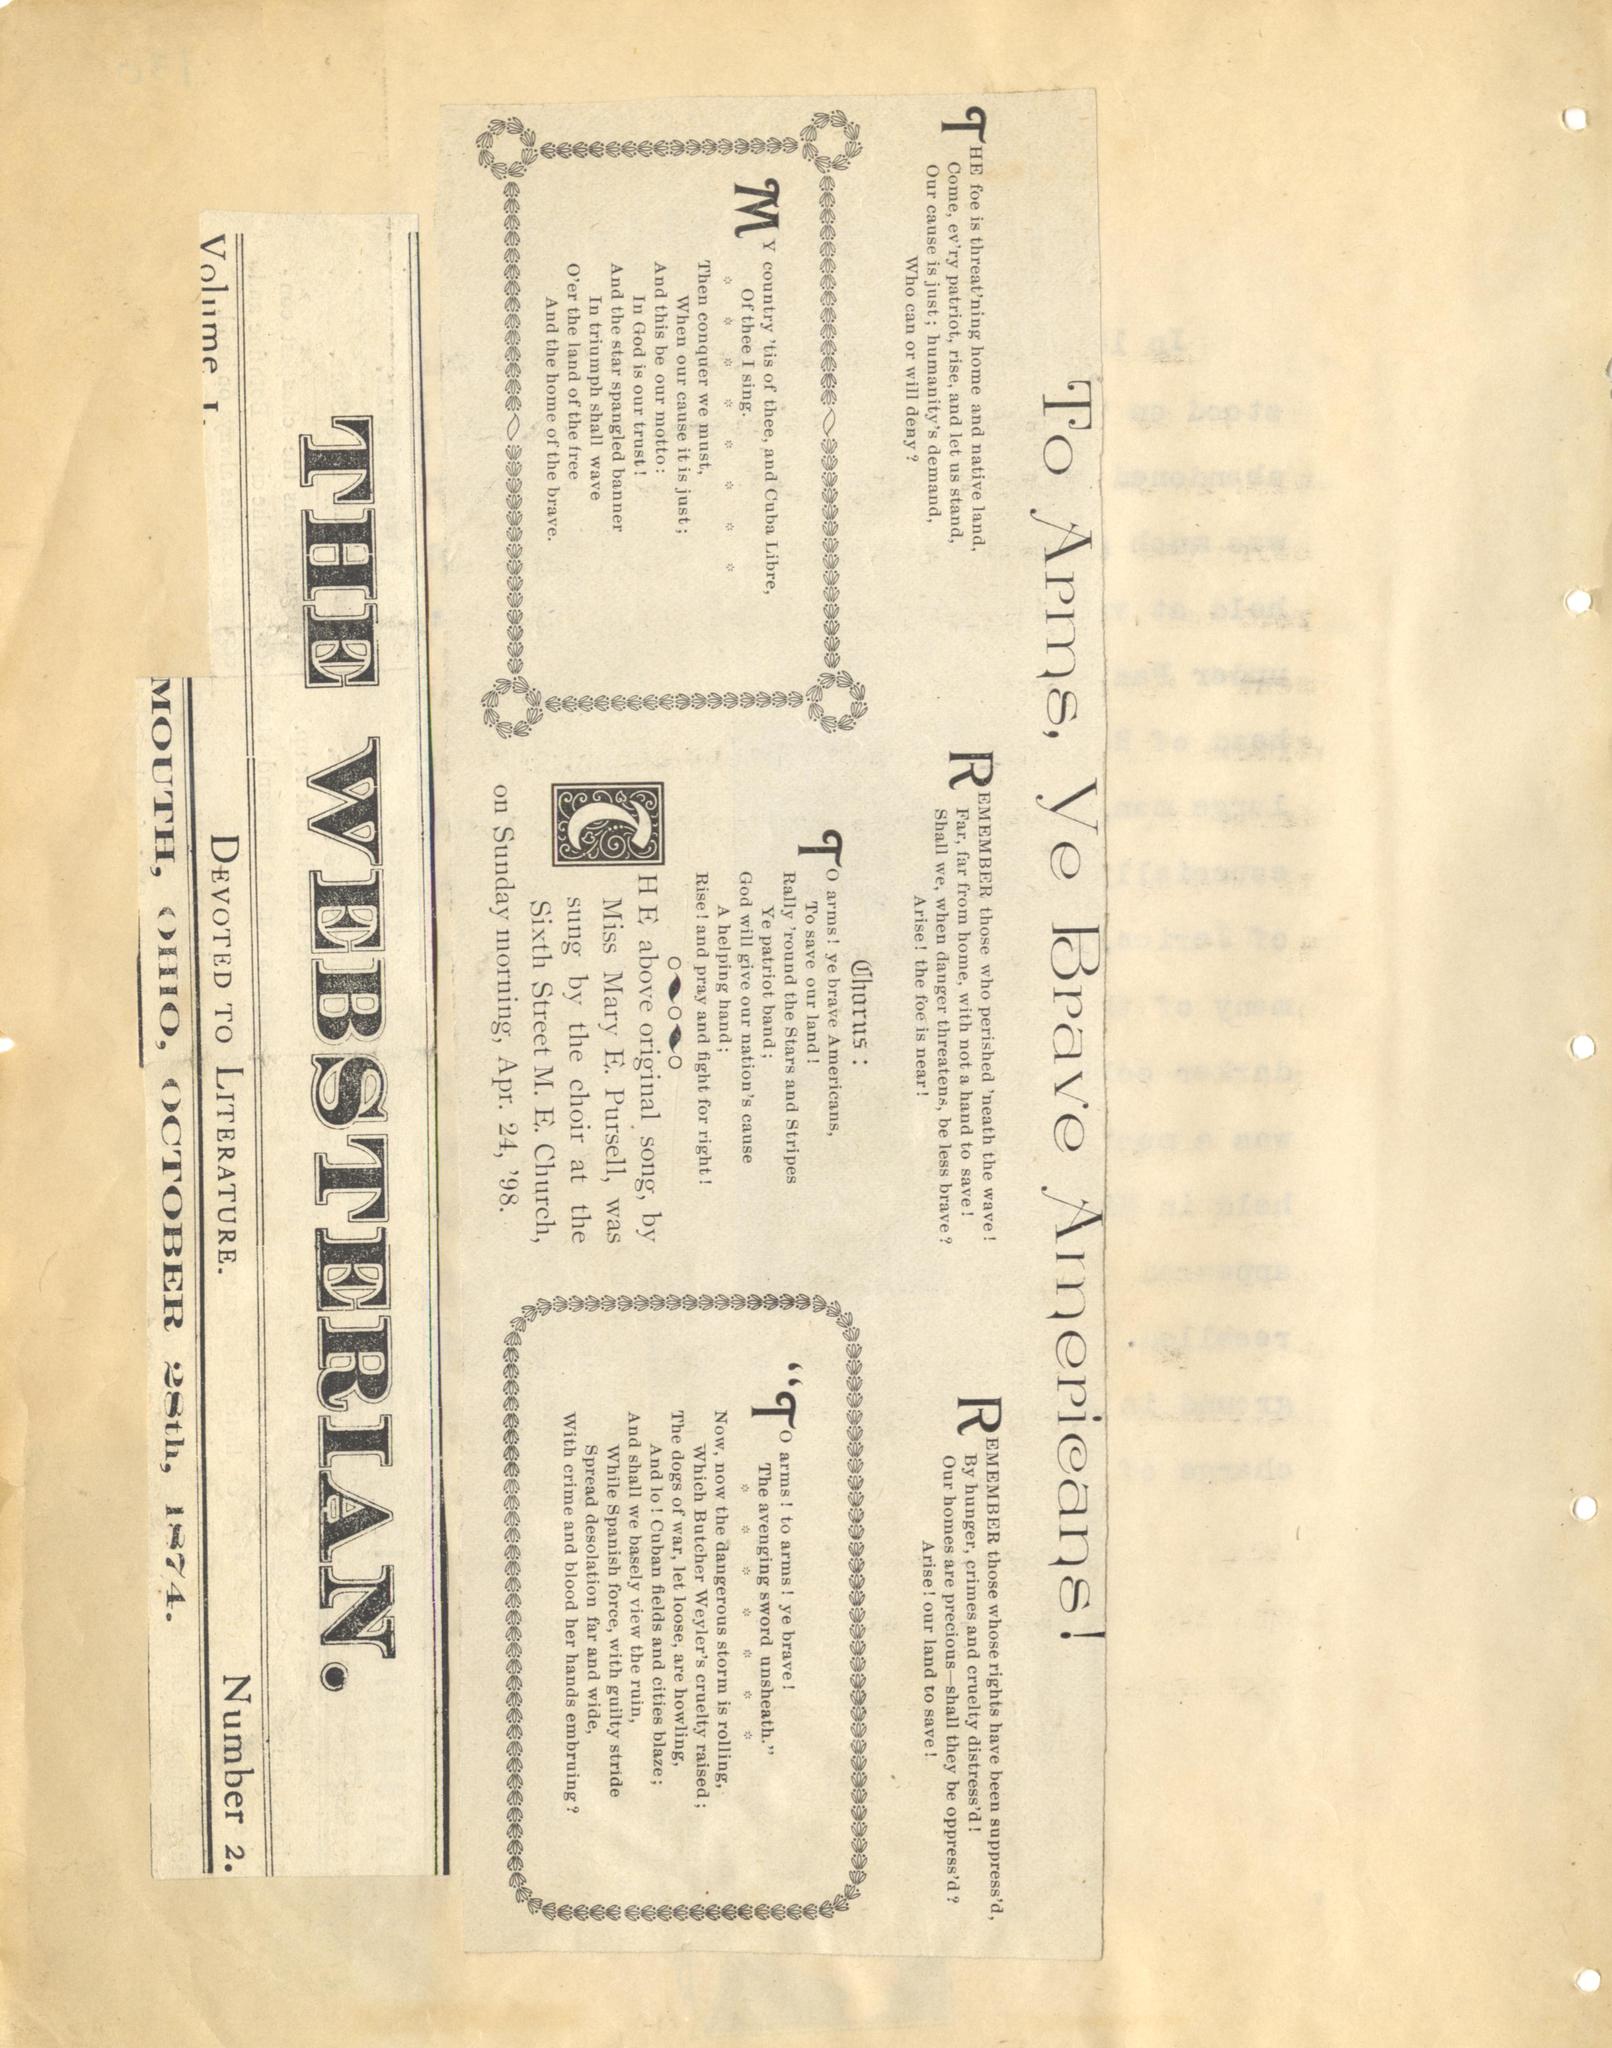 To Arms, Ye Brave Americans!
THE foe is threat'ning home and native land,
Come, ev'ry patriot, rise, and let us stand,
Our cause is just; humanity's demand,
Who can or will deny?
REMEMBER those who perished 'neath the wave!
Far, far from home, with not a hand to save!
Shall we, when danger threatens, be less brave?
Arise! the foe is near!
REMEMBER those whose rights have been suppress'd,
By hunger, crimes and cruelty distress'd!
Our homes are precious—shall they be oppress'd?
Arise! our land to save!
MY country 'tis of thee, and Cuba Libre,
Of thee I sing.
* * * * * * *
Then conquer we must,
When our cause it is just;
And this be our motto:
In God is our trust!
And the star spangled banner
In triumph shall wave
O'er the land of the free
And the home of the brave.
Chorus:
TO arms! ye brave Americans,
To save our land!
Rally 'round the Stars and Stripes
Ye patriot band;
God will give our nation's cause
A helping hand;
Rise! and pray and fight for right!
THE above original song, by
Miss Mary E. Pursell, was
sung by the choir at the
Sixth Street M. E. Church,
on Sunday morning, Apr. 24, '98.
"TO arms! to arms! ye brave!
The avenging sword unsheath."
* * * * * * *
Now, now the dangerous storm is rolling,
Which Butcher Weyler's cruelty raised;
The dogs of war, let loose, are howling,
And lo! Cuban fields and cities blaze;
And shall we basely view the ruin,
While Spanish force, with guilty stride
Spread desolation far and wide,
With crime and blood her hands embruing?
THE WEBSTERIAN.
DEVOTED TO LITERATURE.
Volume I.
Number 2.
MOUTH, OHIO, OCTOBER 28th, 1874.